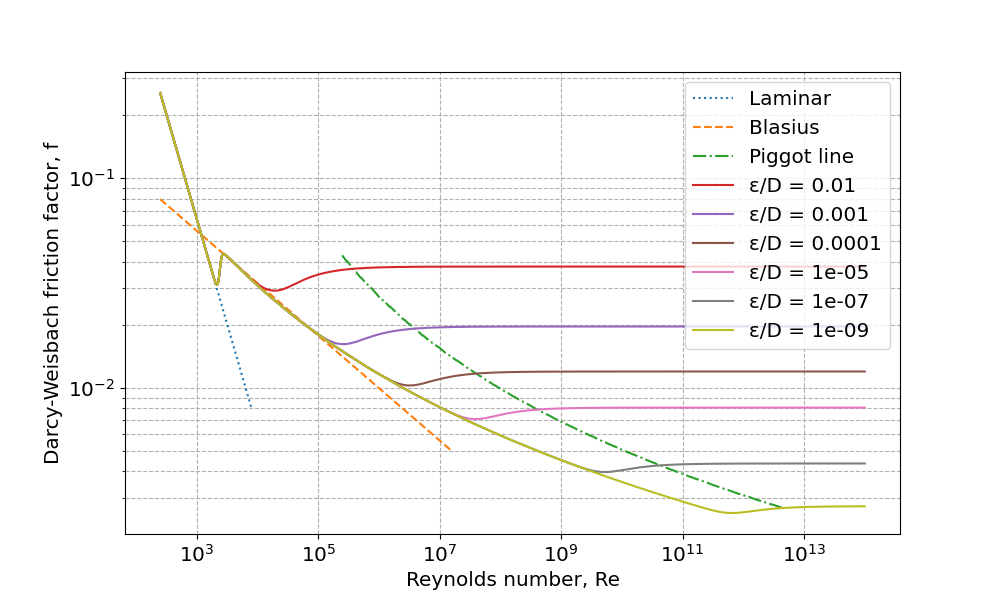 Darcy-Weisbach friction factor, f
10⁻¹
10⁻²
Laminar
Blasius
Piggot line
ε/D = 0.01
ε/D = 0.001
ε/D = 0.0001
ε/D = 1e-05
ε/D = 1e-07
ε/D = 1e-09
10³ 10⁵ 10⁷ 10⁹ 10¹¹ 10¹³
Reynolds number, Re